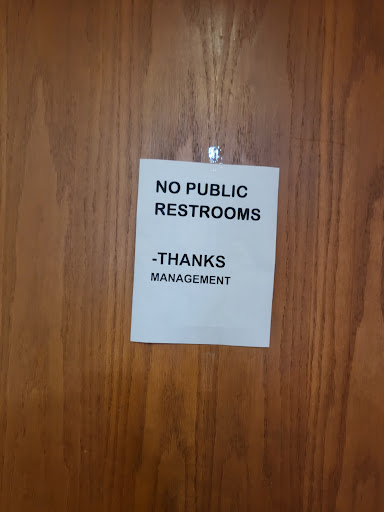 NO PUBLIC
RESTROOMS
-THANKS
MANAGEMENT